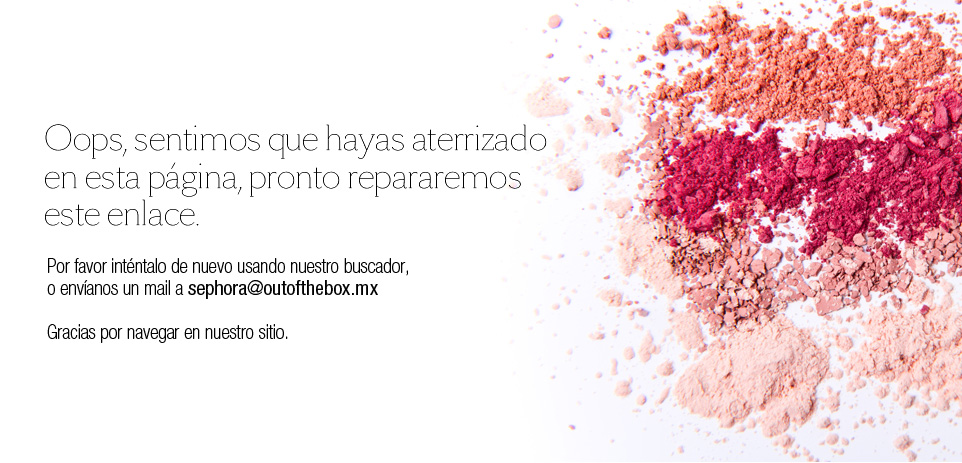 Oops, sentimos que hayas aterrizado
en esta página, pronto repararemos
este enlace.
Por favor inténtalo de nuevo usando nuestro buscador,
o envíanos un mail a sephora@outofthebox.mx
Gracias por navegar en nuestro sitio.